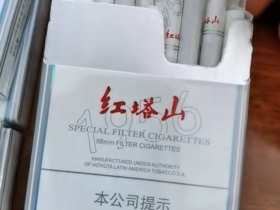 1956
红塔山
SPECIAL FILTER CIGARETTES
66mm FILTER CIGARETTES
MANUFACTURED UNDER AUTHORITY
OF HONGTA LATIN AMERICA TOBACCO S.A.
本公司提示